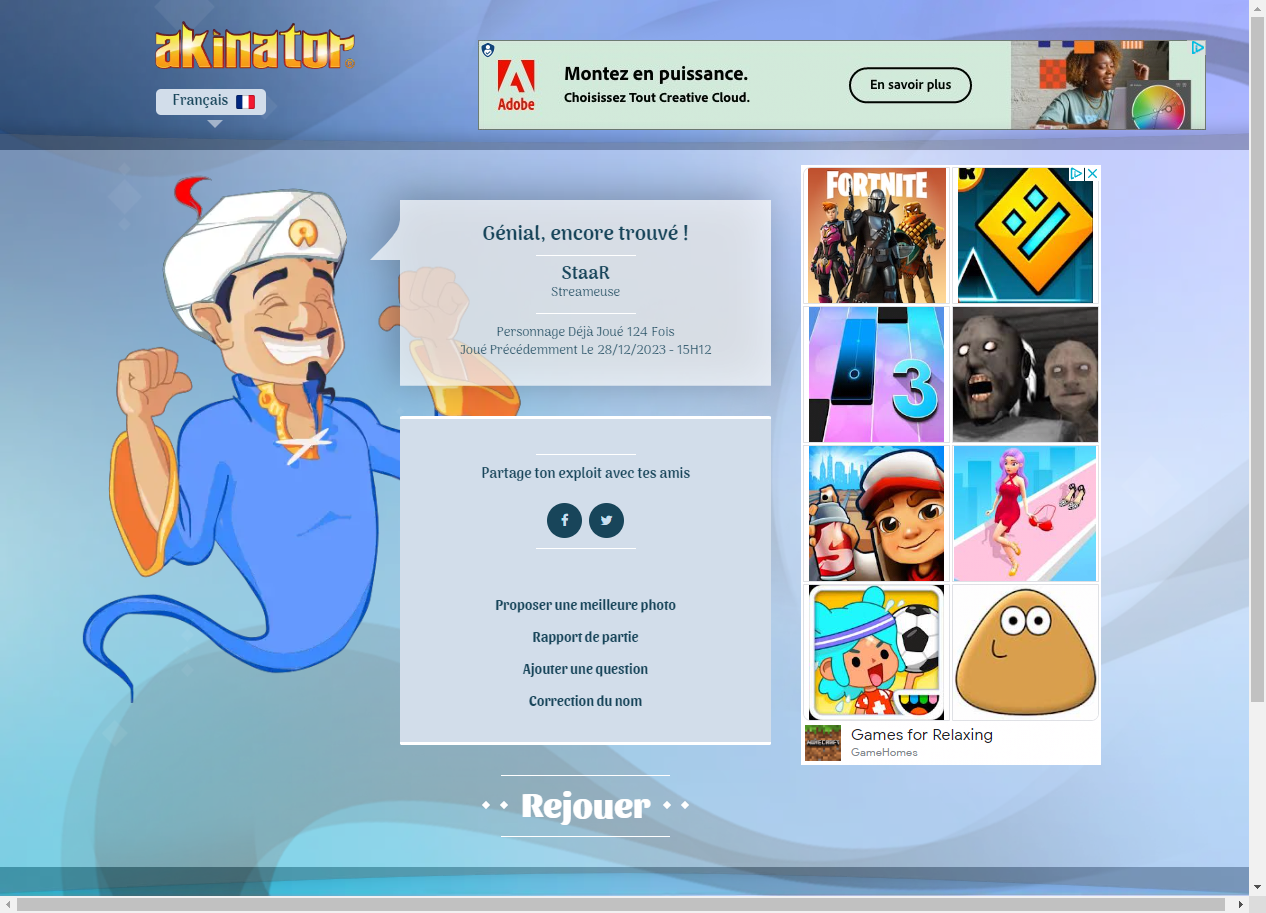 akinator
Français
Adobe
Montez en puissance.
Choisissez Tout Creative Cloud.
En savoir plus
Génial, encore trouvé !
StaaR
Streameuse
Personnage Déjà Joué 124 Fois
Joué Précédemment Le 28/12/2023 - 15H12
Partage ton exploit avec tes amis
Proposer une meilleure photo
Rapport de partie
Ajouter une question
Correction du nom
Rejouer
FORTNITE
3
MINECRAFT
Games for Relaxing
GameHomes